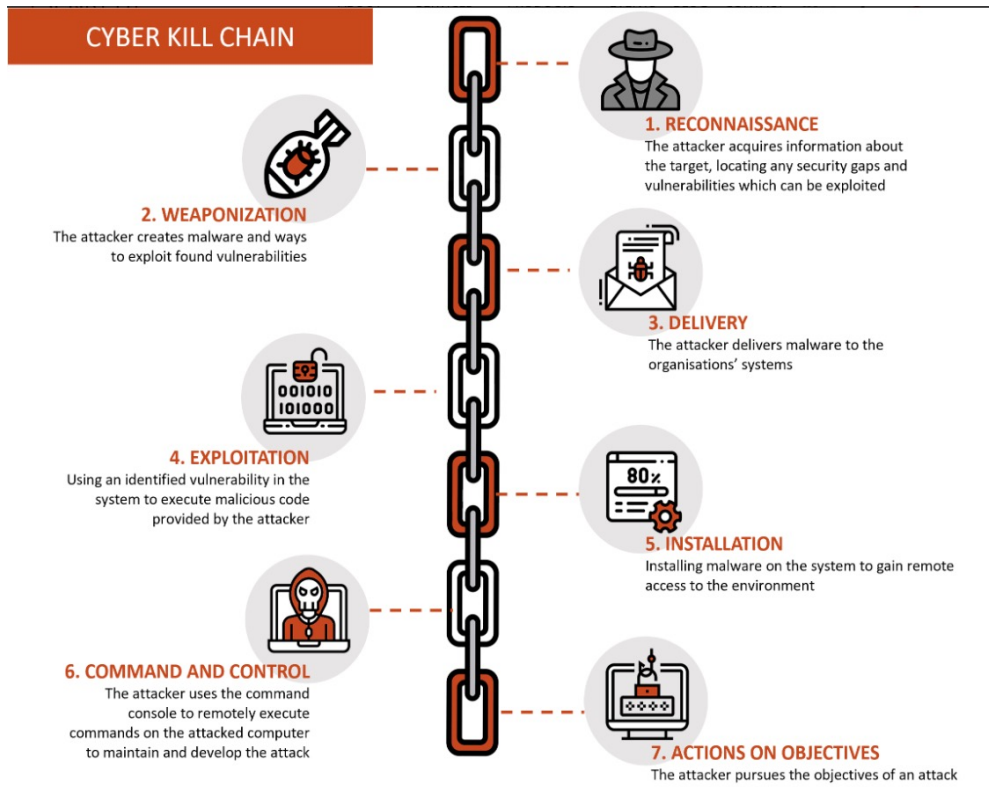 CYBER KILL CHAIN
1. RECONNAISSANCE
The attacker acquires information about
the target, locating any security gaps and
vulnerabilities which can be exploited
2. WEAPONIZATION
The attacker creates malware and ways
to exploit found vulnerabilities
3. DELIVERY
The attacker delivers malware to the
organisations' systems
001010
101000
4. EXPLOITATION
Using an identified vulnerability in the
system to execute malicious code
provided by the attacker
80%
5. INSTALLATION
Installing malware on the system to gain remote
access to the environment
6. COMMAND AND CONTROL
The attacker uses the command
console to remotely execute
commands on the attacked computer
to maintain and develop the attack
7. ACTIONS ON OBJECTIVES
The attacker pursues the objectives of an attack